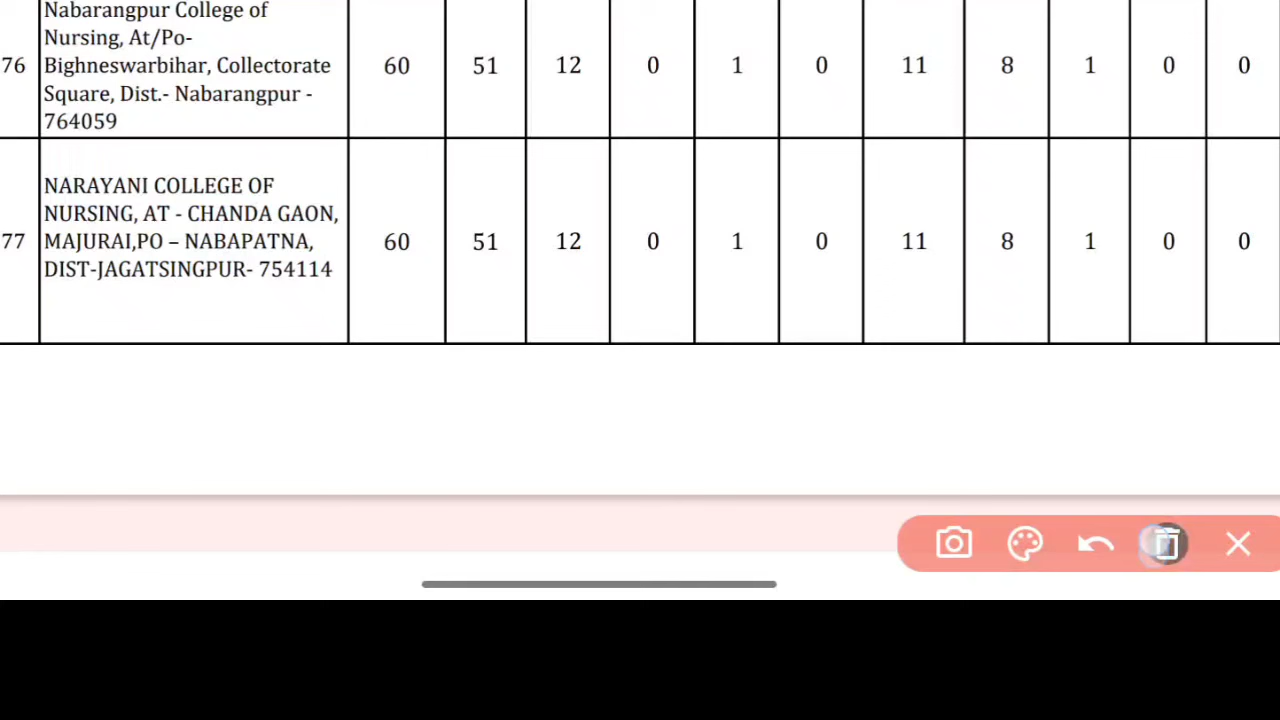 Nabarangpur College of
Nursing, At/Po-
76 Bighneswarbihar, Collectorate 60 51 12 0 1 0 11 8 1 0 0
Square, Dist.- Nabarangpur -
764059
NARAYANI COLLEGE OF
NURSING, AT - CHANDA GAON,
77 MAJURAI,PO – NABAPATNA, 60 51 12 0 1 0 11 8 1 0 0
DIST-JAGATSINGPUR- 754114